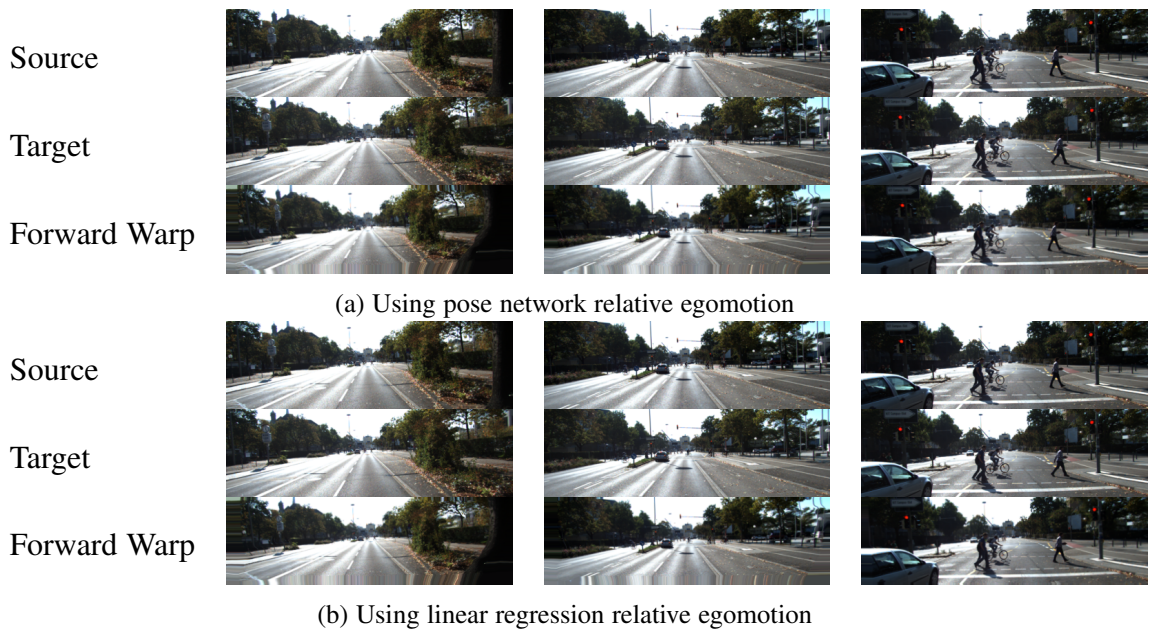 Source
Target
Forward Warp
(a) Using pose network relative egomotion
Source
Target
Forward Warp
(b) Using linear regression relative egomotion